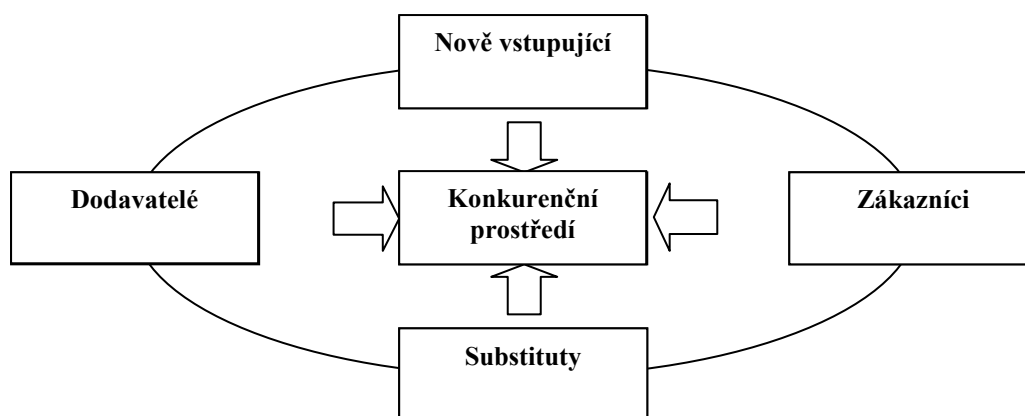 Nově vstupující
Dodavatelé
Konkurenční
prostředí
Zákazníci
Substituty